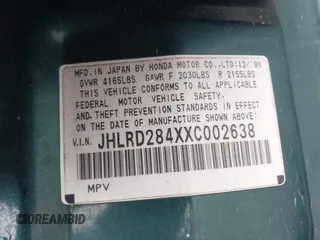 MFD.IN JAPAN BY HONDA MOTOR CO.,LTD:12/'98
GVWR 4165LBS GAWR F 2030LBS R 2155LBS
THIS VEHICLE CONFORMS TO ALL APPLICABLE
FEDERAL MOTOR VEHICLE SAFETY,
AND THEFT PREVENTION STANDARDS IN EFFECT
ON THE DATE OF MANUFACTURE SHOWN ABOVE.
V.I.N. JHLRD284XXC002638
MPV
© DREAMBID